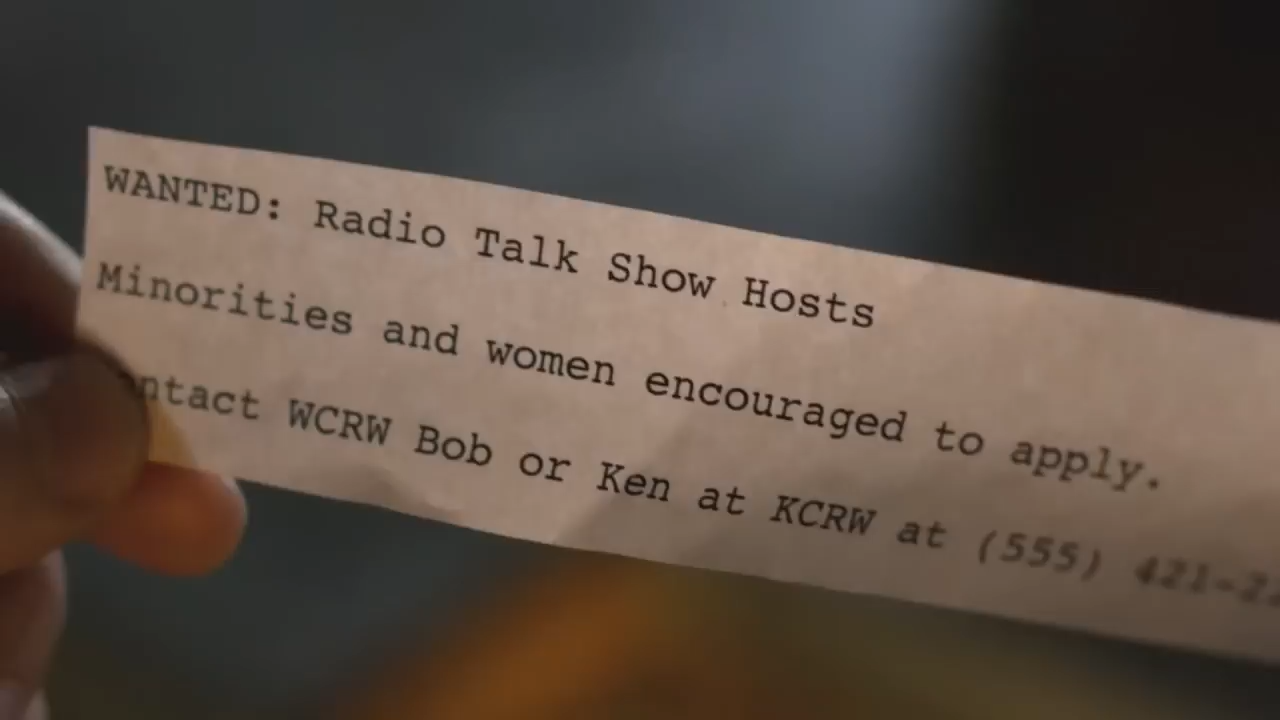 WANTED: Radio Talk Show Hosts
Minorities and women encouraged to apply.
ntact WCRW Bob or Ken at KCRW at (555) 421-22